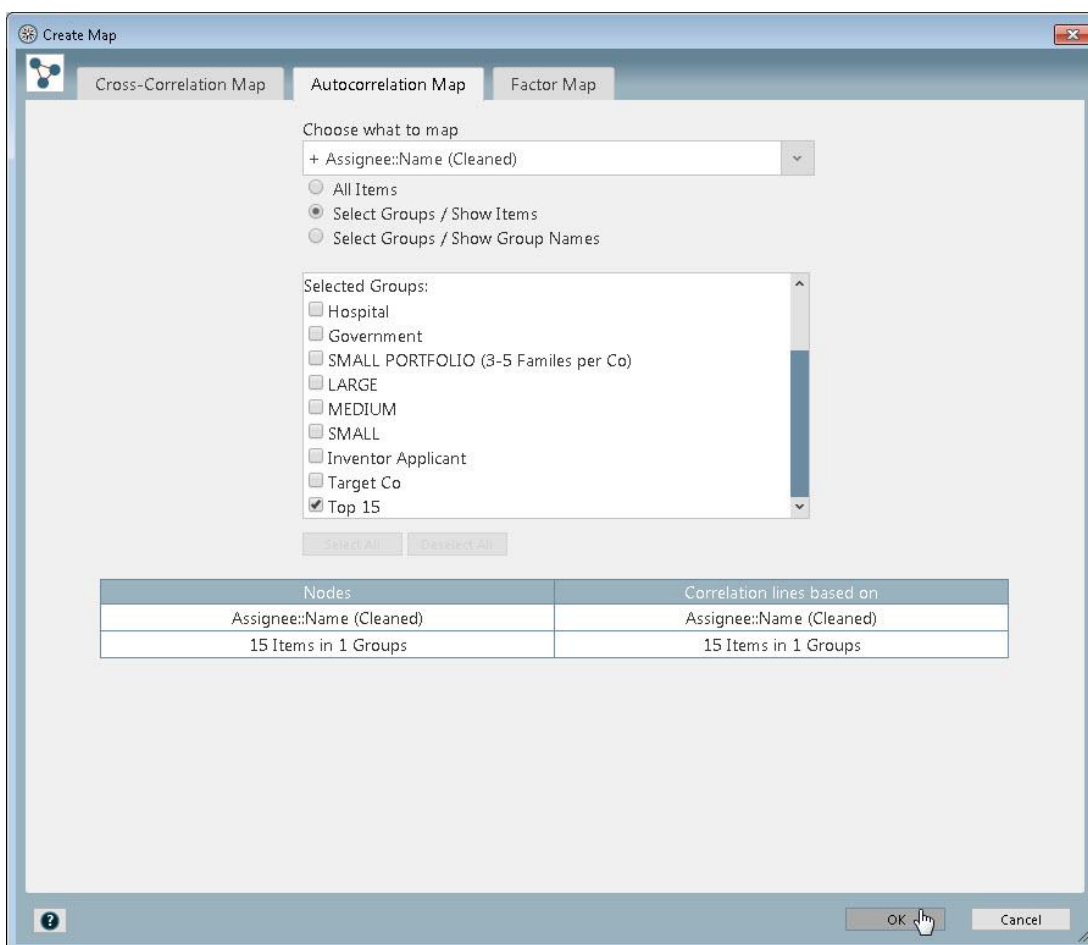 Create Map
Cross-Correlation Map
Autocorrelation Map
Factor Map
Choose what to map
+ Assignee::Name (Cleaned)
All Items
Select Groups / Show Items
Select Groups / Show Group Names
Selected Groups:
Hospital
Government
SMALL PORTFOLIO (3-5 Familes per Co)
LARGE
MEDIUM
SMALL
Inventor Applicant
Target Co
Top 15
Select All
Deselect All
Nodes
Correlation lines based on
Assignee::Name (Cleaned)
Assignee::Name (Cleaned)
15 Items in 1 Groups
15 Items in 1 Groups
?
OK
Cancel